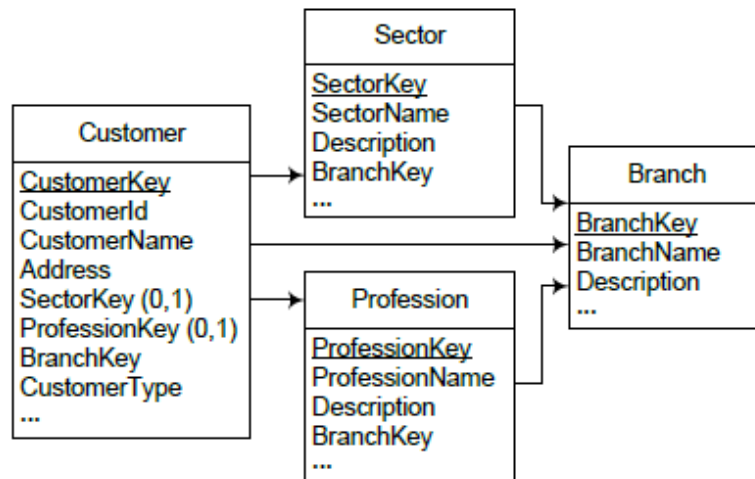 Customer
CustomerKey
CustomerId
CustomerName
Address
SectorKey (0,1)
ProfessionKey (0,1)
BranchKey
CustomerType
...
Sector
SectorKey
SectorName
Description
BranchKey
...
Profession
ProfessionKey
ProfessionName
Description
BranchKey
...
Branch
BranchKey
BranchName
Description
...